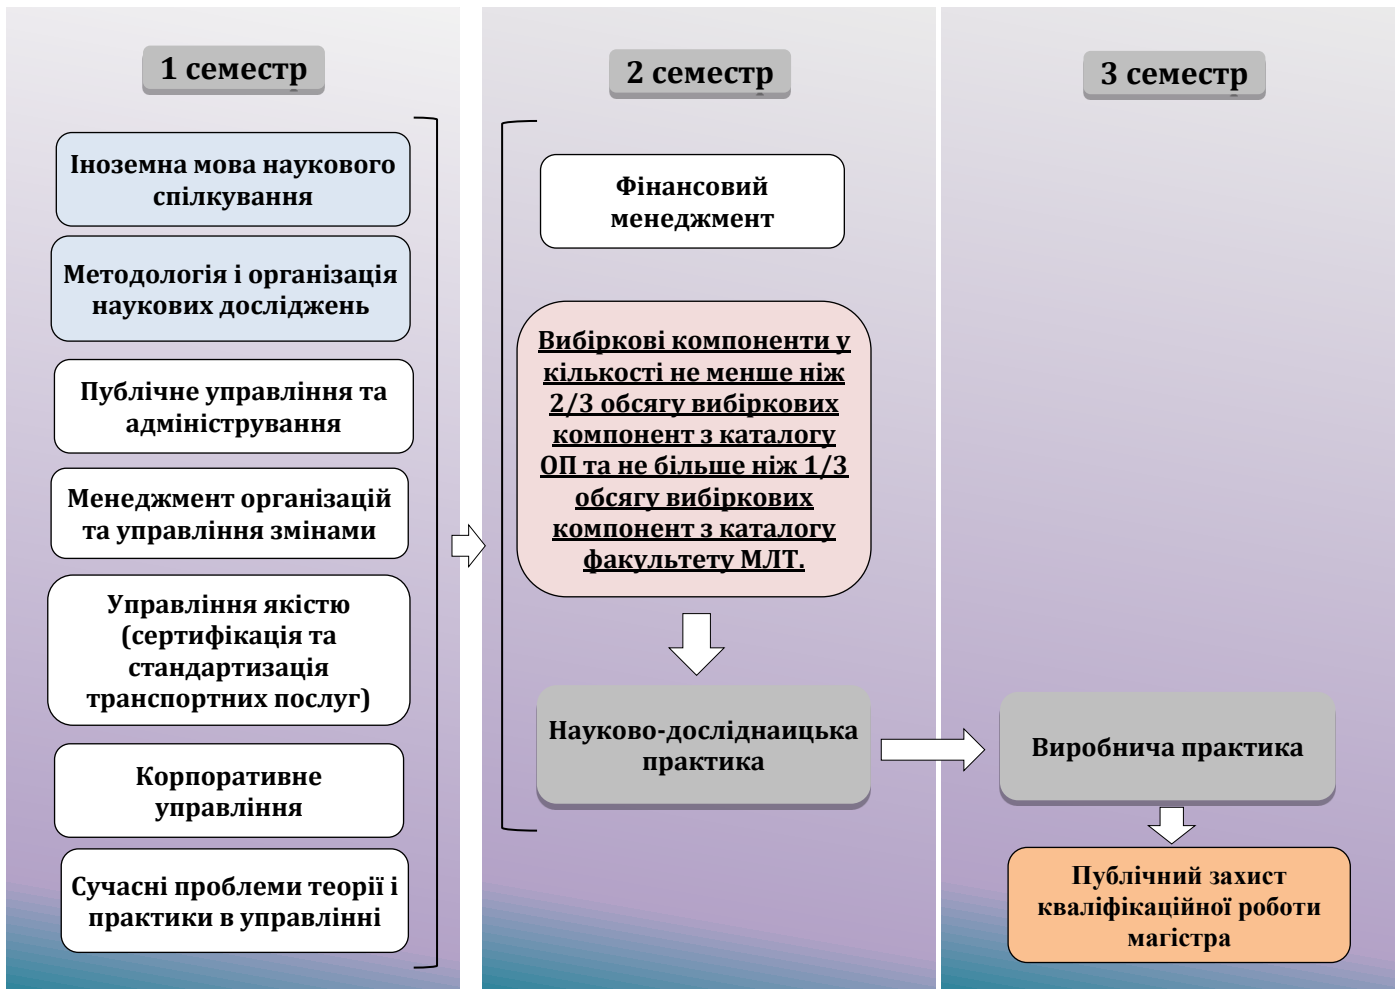 1 семестр
Іноземна мова наукового
спілкування
Методологія і організація
наукових досліджень
Публічне управління та
адміністрування
Менеджмент організацій
та управління змінами
Управління якістю
(сертифікація та
стандартизація
транспортних послуг)
Корпоративне
управління
Сучасні проблеми теорії і
практики в управлінні
2 семестр
Фінансовий
менеджмент
Вибіркові компоненти у
кількості не менше ніж
2/3 обсягу вибіркових
компонент з каталогу
ОП та не більше ніж 1/3
обсягу вибіркових
компонент з каталогу
факультету МЛТ.
Науково-досліднаицька
практика
3 семестр
Виробнича практика
Публічний захист
кваліфікаційної роботи
магістра